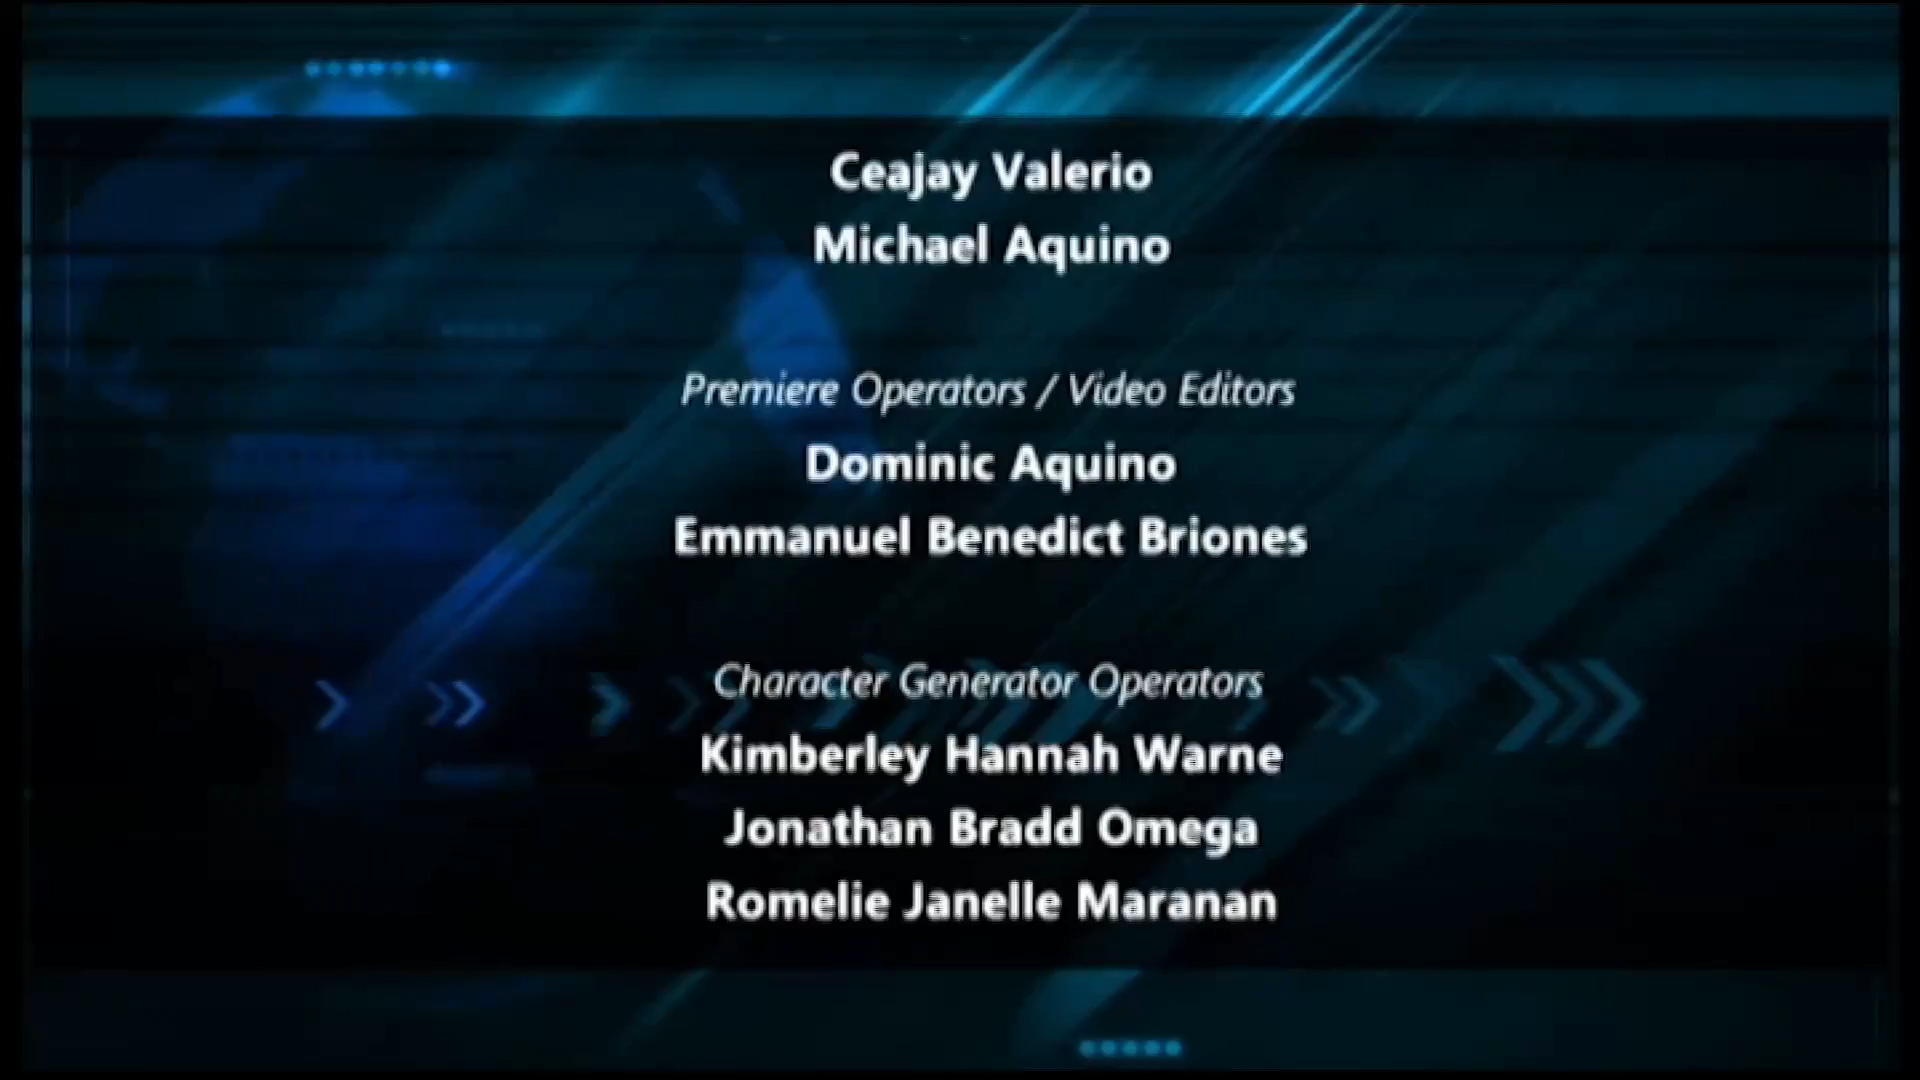 Ceajay Valerio
Michael Aquino
Premiere Operators / Video Editors
Dominic Aquino
Emmanuel Benedict Briones
Character Generator Operators
Kimberley Hannah Warne
Jonathan Bradd Omega
Romelie Janelle Maranan